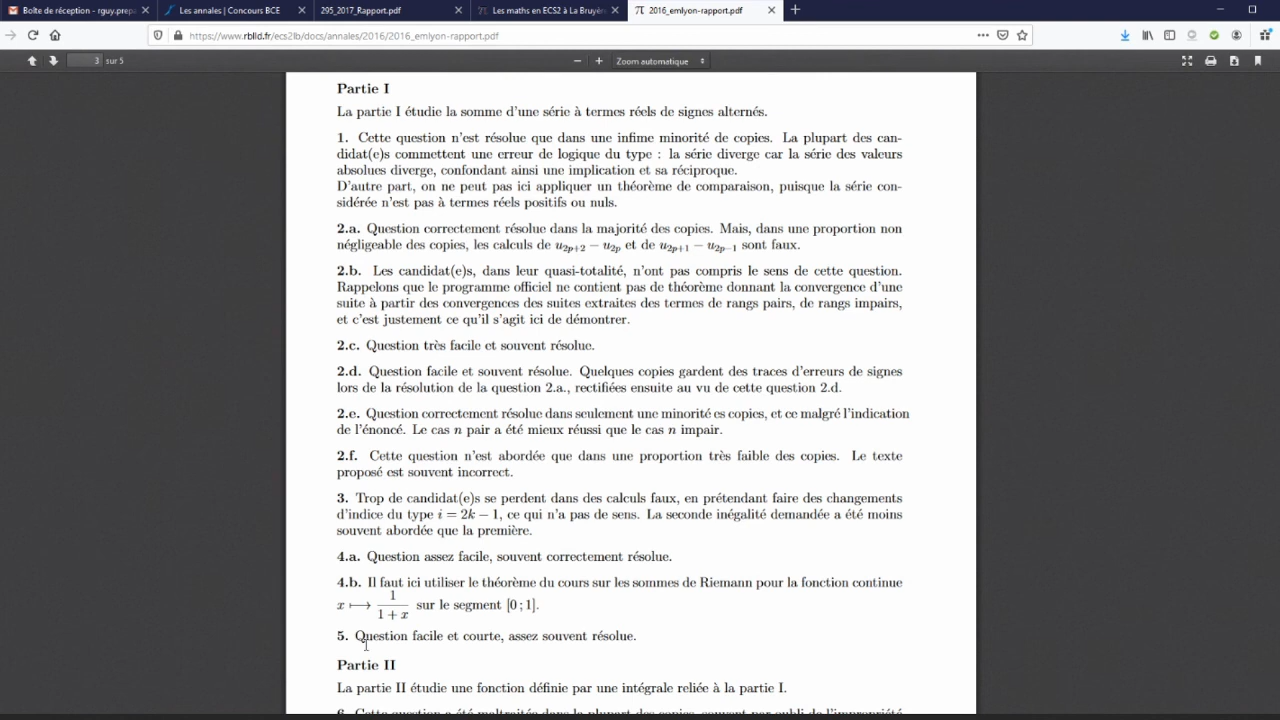 Boîte de réception - rguy.prepa
Les annales | Concours BCE
295_2017_Rapport.pdf
Les maths en ECS2 à La Bruyère
2016_emlyon-rapport.pdf
https://www.rblld.fr/ecs2lb/docs/annales/2016/2016_emlyon-rapport.pdf
3 sur 5
Zoom automatique
Partie I
La partie I étudie la somme d'une série à termes réels de signes alternés.
1. Cette question n'est résolue que dans une infime minorité de copies. La plupart des can-
didat(e)s commettent une erreur de logique du type : la série diverge car la série des valeurs
absolues diverge, confondant ainsi une implication et sa réciproque.
D'autre part, on ne peut pas ici appliquer un théorème de comparaison, puisque la série con-
sidérée n'est pas à termes réels positifs ou nuls.
2.a. Question correctement résolue dans la majorité des copies. Mais, dans une proportion non
négligeable des copies, les calculs de u2p+2 − u2p et de u2p+1 − u2p−1 sont faux.
2.b. Les candidat(e)s, dans leur quasi-totalité, n'ont pas compris le sens de cette question.
Rappelons que le programme officiel ne contient pas de théorème donnant la convergence d'une
suite à partir des convergences des suites extraites des termes de rangs pairs, de rangs impairs,
et c'est justement ce qu'il s'agit ici de démontrer.
2.c. Question très facile et souvent résolue.
2.d. Question facile et souvent résolue. Quelques copies gardent des traces d'erreurs de signes
lors de la résolution de la question 2.a., rectifiées ensuite au vu de cette question 2.d.
2.e. Question correctement résolue dans seulement une minorité es copies, et ce malgré l'indication
de l'énoncé. Le cas n pair a été mieux réussi que le cas n impair.
2.f. Cette question n'est abordée que dans une proportion très faible des copies. Le texte
proposé est souvent incorrect.
3. Trop de candidat(e)s se perdent dans des calculs faux, en prétendant faire des changements
d'indice du type i = 2k − 1, ce qui n'a pas de sens. La seconde inégalité demandée a été moins
souvent abordée que la première.
4.a. Question assez facile, souvent correctement résolue.
4.b. Il faut ici utiliser le théorème du cours sur les sommes de Riemann pour la fonction continue
x ⟼ 1/(1 + x) sur le segment [0 ; 1].
5. Question facile et courte, assez souvent résolue.
Partie II
La partie II étudie une fonction définie par une intégrale reliée à la partie I.
6. Cette question a été maltraitée dans la plupart des copies, souvent par oubli de l'impropriété